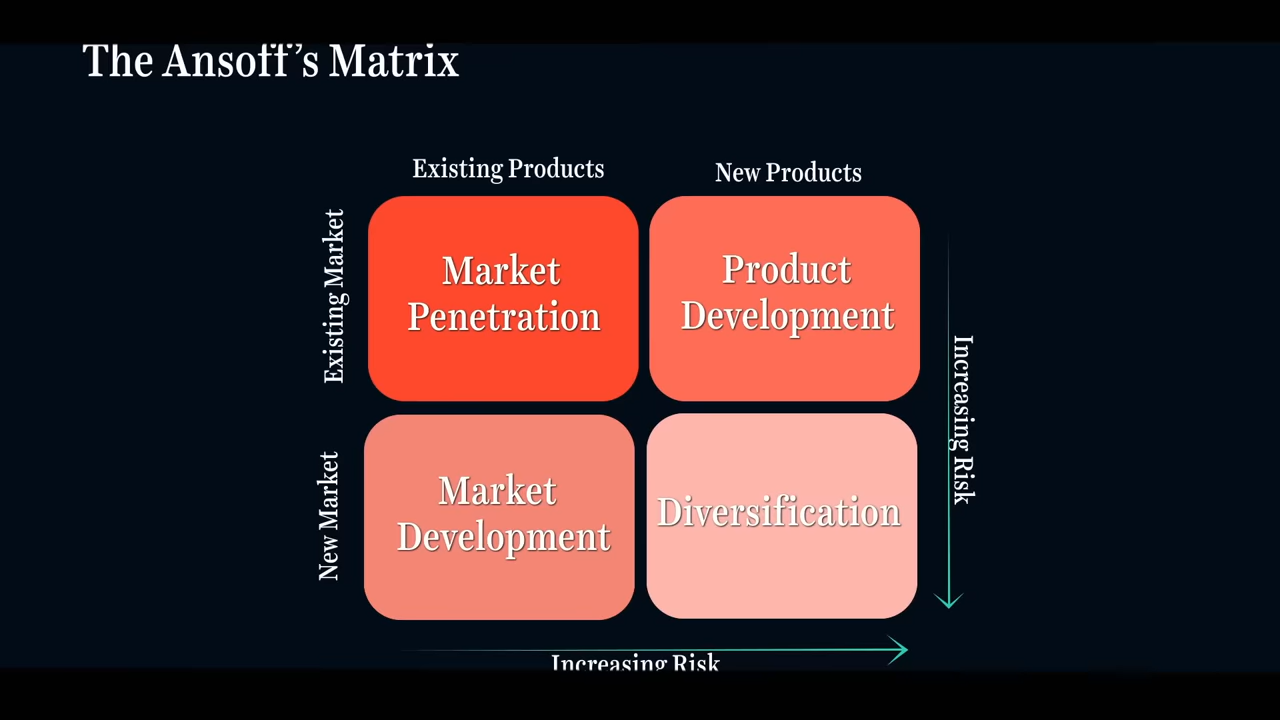 The Ansoff's Matrix
Existing Products
New Products
Existing Market
Market
Penetration
Product
Development
Increasing Risk
New Market
Market
Development
Diversification
Increasing Risk